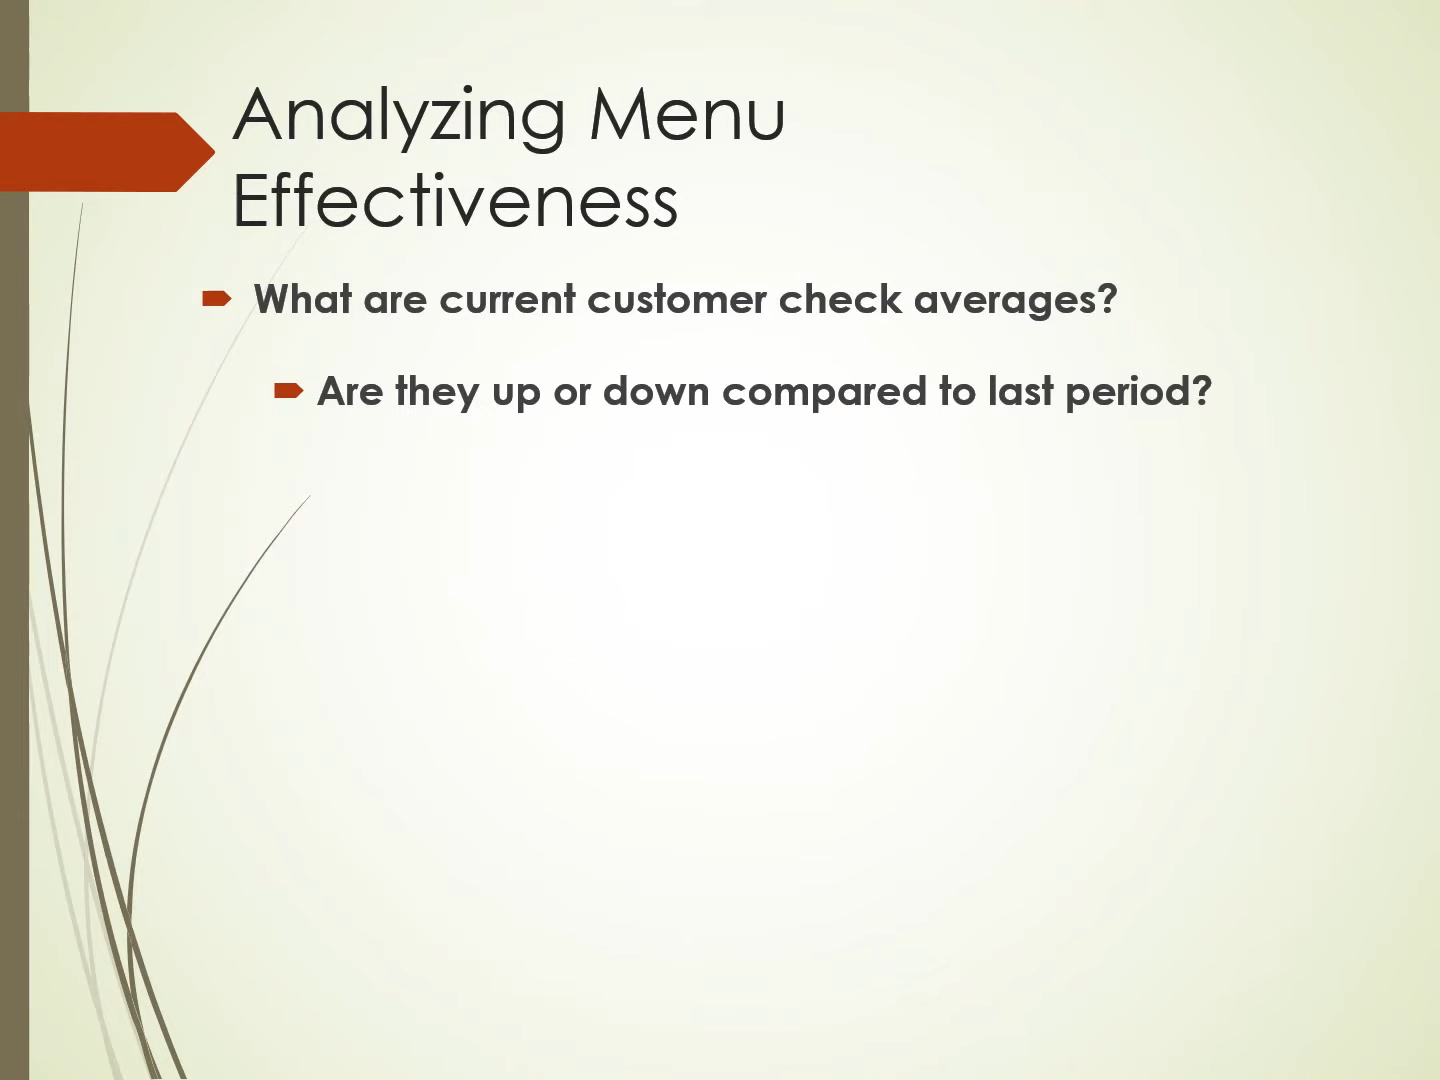 Analyzing Menu
Effectiveness
What are current customer check averages?
Are they up or down compared to last period?